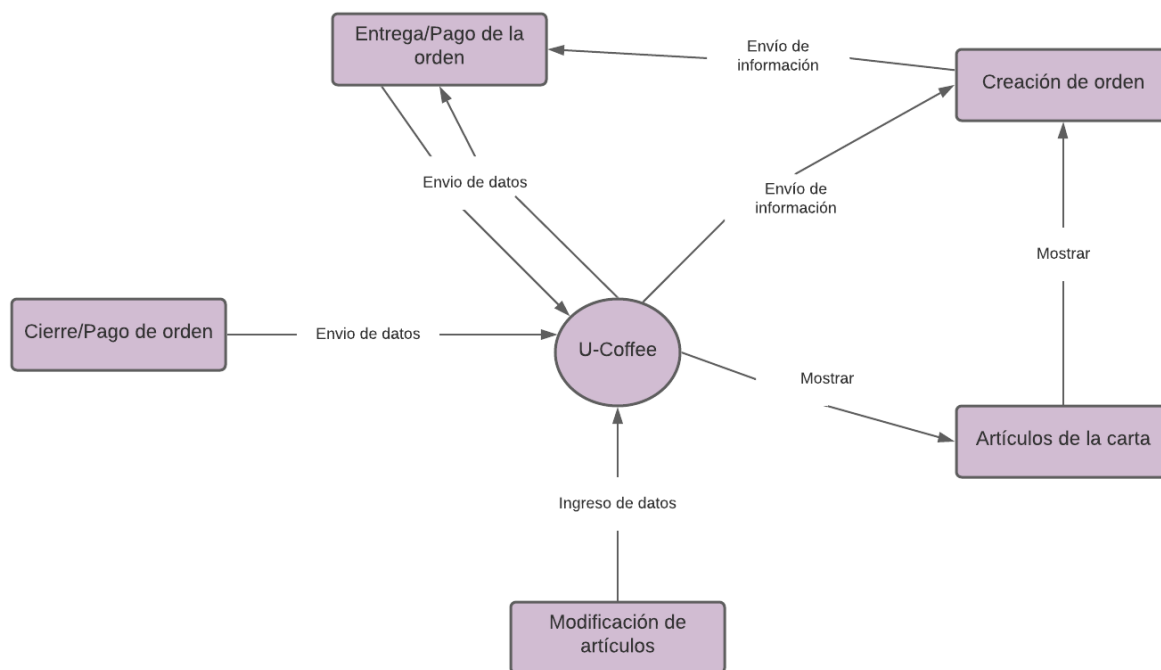 Entrega/Pago de la
orden
Envío de
información
Creación de orden
Envio de datos
Envío de
información
Mostrar
Cierre/Pago de orden
Envio de datos
U-Coffee
Mostrar
Artículos de la carta
Ingreso de datos
Modificación de
artículos